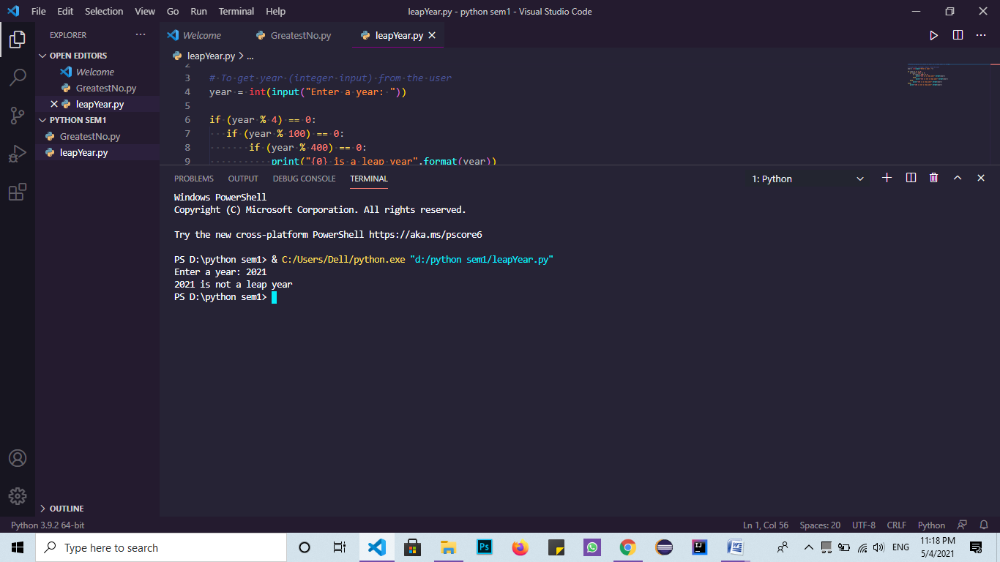 File Edit Selection View Go Run Terminal Help
leapYear.py - python sem1 - Visual Studio Code
EXPLORER
OPEN EDITORS
Welcome
GreatestNo.py
leapYear.py
PYTHON SEM1
GreatestNo.py
leapYear.py
OUTLINE
Welcome GreatestNo.py leapYear.py
leapYear.py > ...
2
3 # To get year (integer input) from the user
4 year = int(input("Enter a year: "))
5
6 if (year % 4) == 0:
7 if (year % 100) == 0:
8 if (year % 400) == 0:
9 print("{0} is a leap year".format(year))
PROBLEMS OUTPUT DEBUG CONSOLE TERMINAL
1: Python
Windows PowerShell
Copyright (C) Microsoft Corporation. All rights reserved.
Try the new cross-platform PowerShell https://aka.ms/pscore6
PS D:\python sem1> & C:/Users/Dell/python.exe "d:/python sem1/leapYear.py"
Enter a year: 2021
2021 is not a leap year
PS D:\python sem1>
Python 3.9.2 64-bit
Ln 1, Col 56 Spaces: 20 UTF-8 CRLF Python
Type here to search
Ps
IJ
W
ENG
11:18 PM
5/4/2021